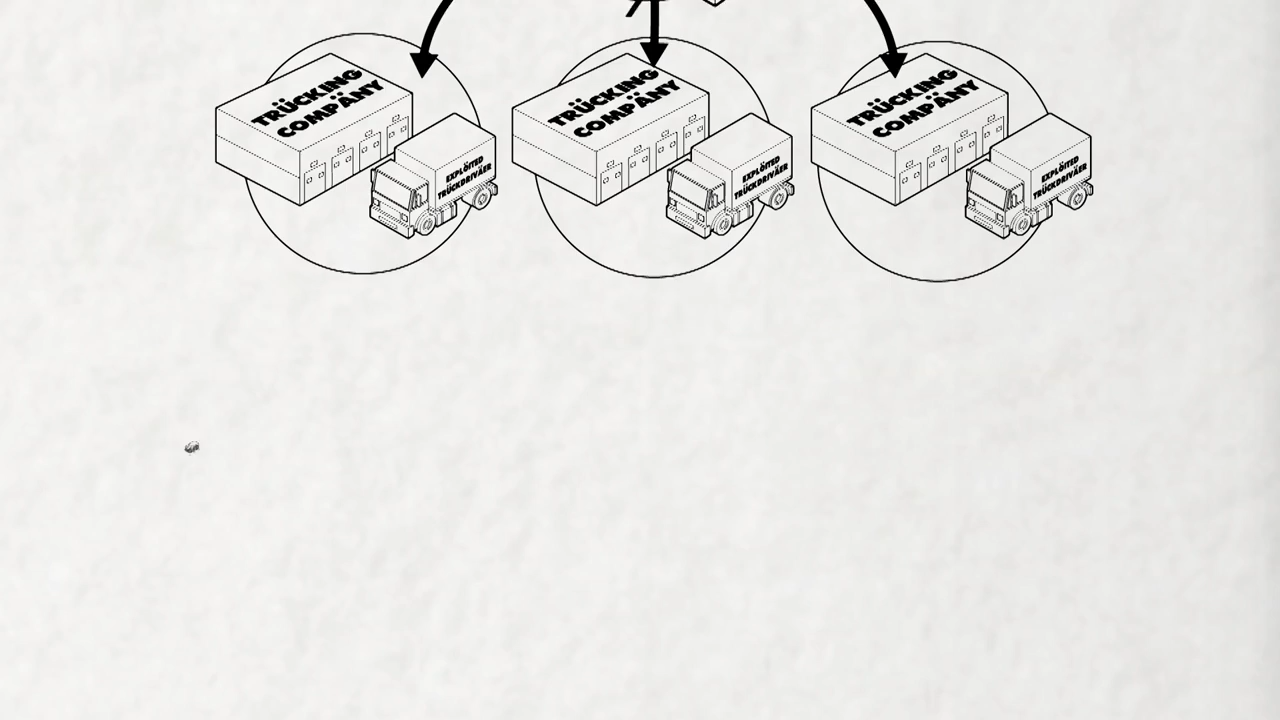 TRÜCKING
COMPÄNY
EXPLÖITED
TRÜCKDRIVÄER
TRÜCKING
COMPÄNY
EXPLÖITED
TRÜCKDRIVÄER
TRÜCKING
COMPÄNY
EXPLÖITED
TRÜCKDRIVÄER